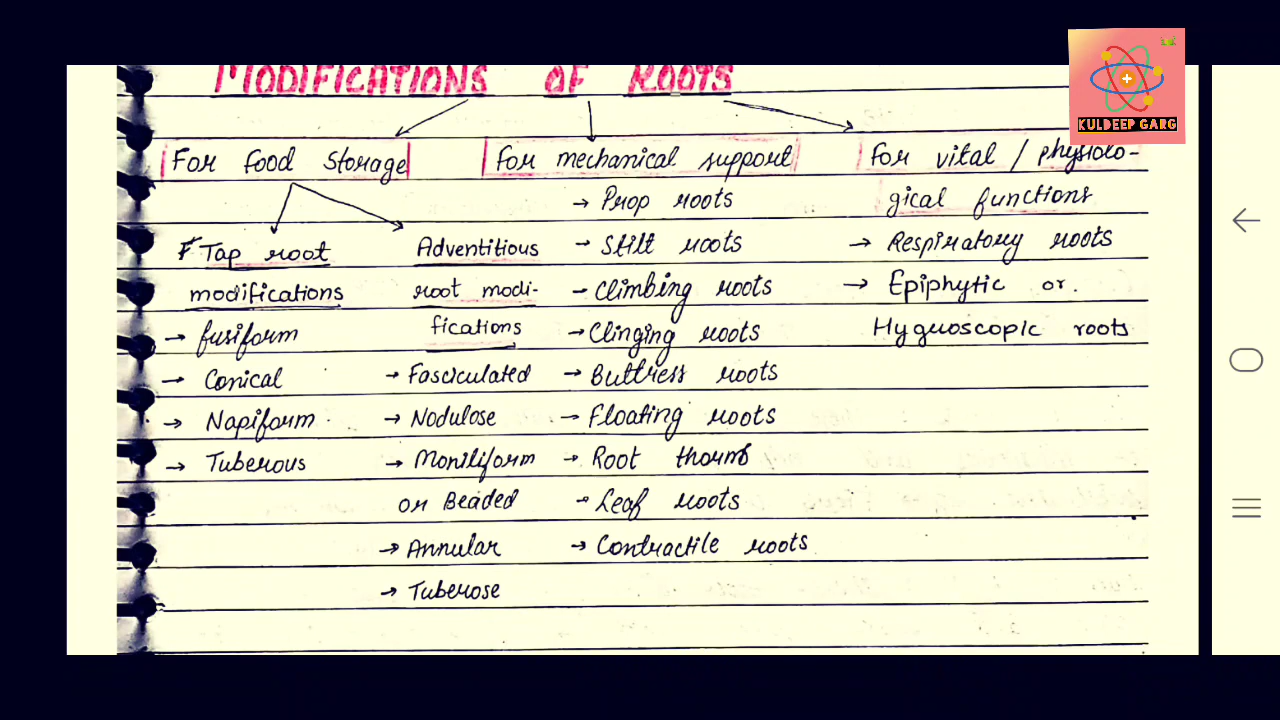 MODIFICATIONS OF ROOTS
KULDEEP GARG
For food storage
For mechanical support
For vital / physiolo-
gical functions
Tap root
modifications
→ fusiform
→ Conical
→ Napiform
→ Tuberous
Adventitious
root modi-
fications
→ Fasciculated
→ Nodulose
→ Moniliform
or Beaded
→ Annular
→ Tuberose
→ Prop roots
→ Stilt roots
→ Climbing roots
→ Clinging roots
→ Buttress roots
→ Floating roots
→ Root thorns
→ Leaf roots
→ Contractile roots
→ Respiratory roots
→ Epiphytic or.
Hygroscopic roots